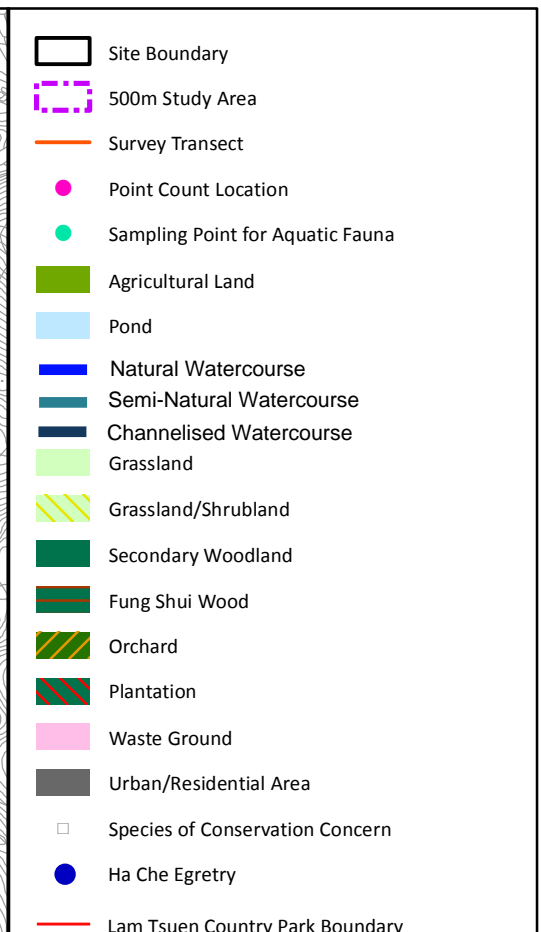 Site Boundary
500m Study Area
Survey Transect
Point Count Location
Sampling Point for Aquatic Fauna
Agricultural Land
Pond
Natural Watercourse
Semi-Natural Watercourse
Channelised Watercourse
Grassland
Grassland/Shrubland
Secondary Woodland
Fung Shui Wood
Orchard
Plantation
Waste Ground
Urban/Residential Area
Species of Conservation Concern
Ha Che Egretry
Lam Tsuen Country Park Boundary